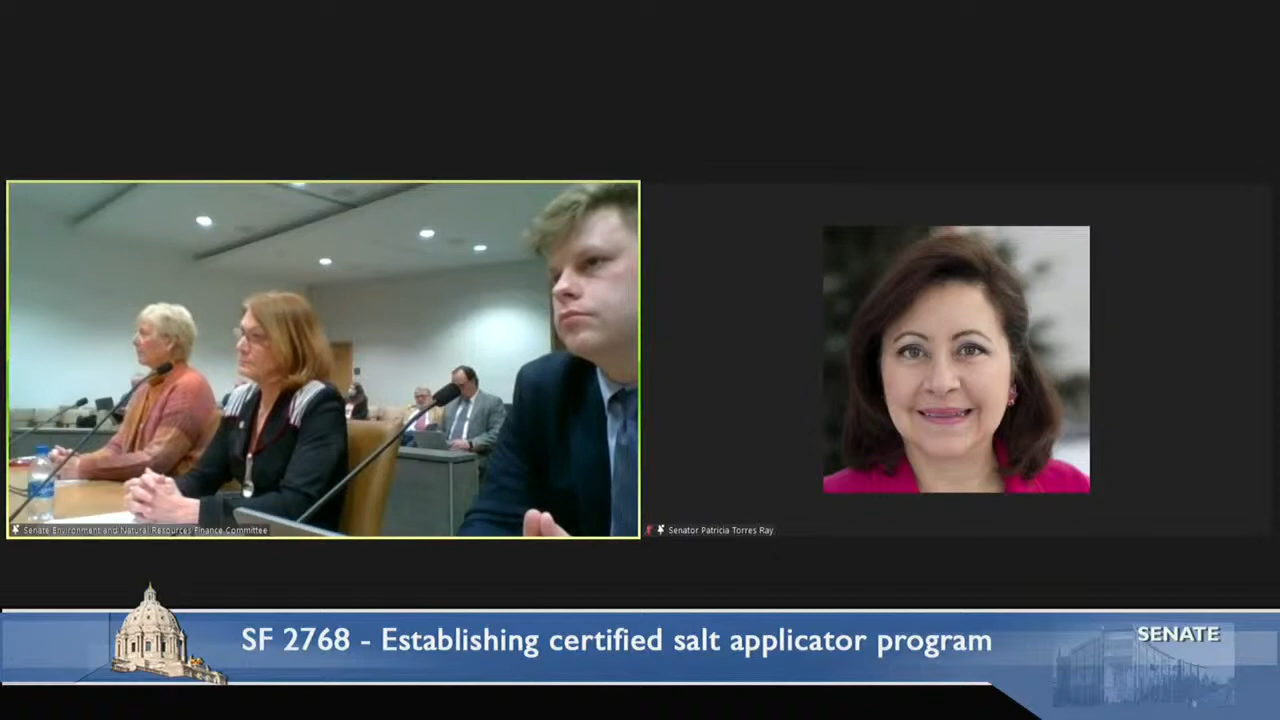 Senate Environment and Natural Resources Finance Committee
Senator Patricia Torres Ray
SF 2768 - Establishing certified salt applicator program
SENATE